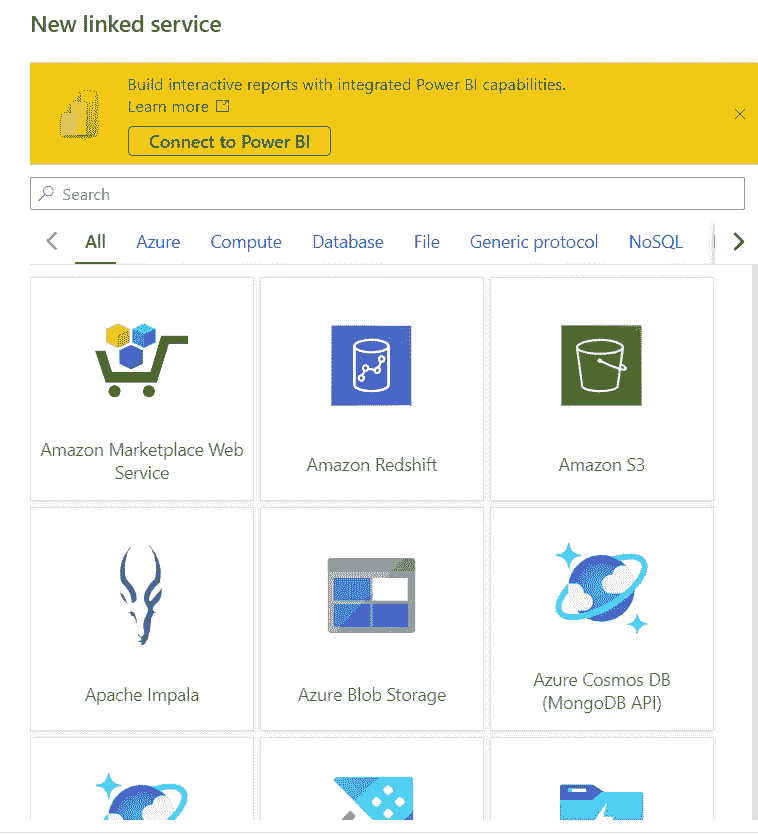 New linked service
Build interactive reports with integrated Power BI capabilities.
Learn more
Connect to Power BI
Search
All Azure Compute Database File Generic protocol NoSQL
Amazon Marketplace Web
Service
Amazon Redshift
Amazon S3
Apache Impala
Azure Blob Storage
Azure Cosmos DB
(MongoDB API)